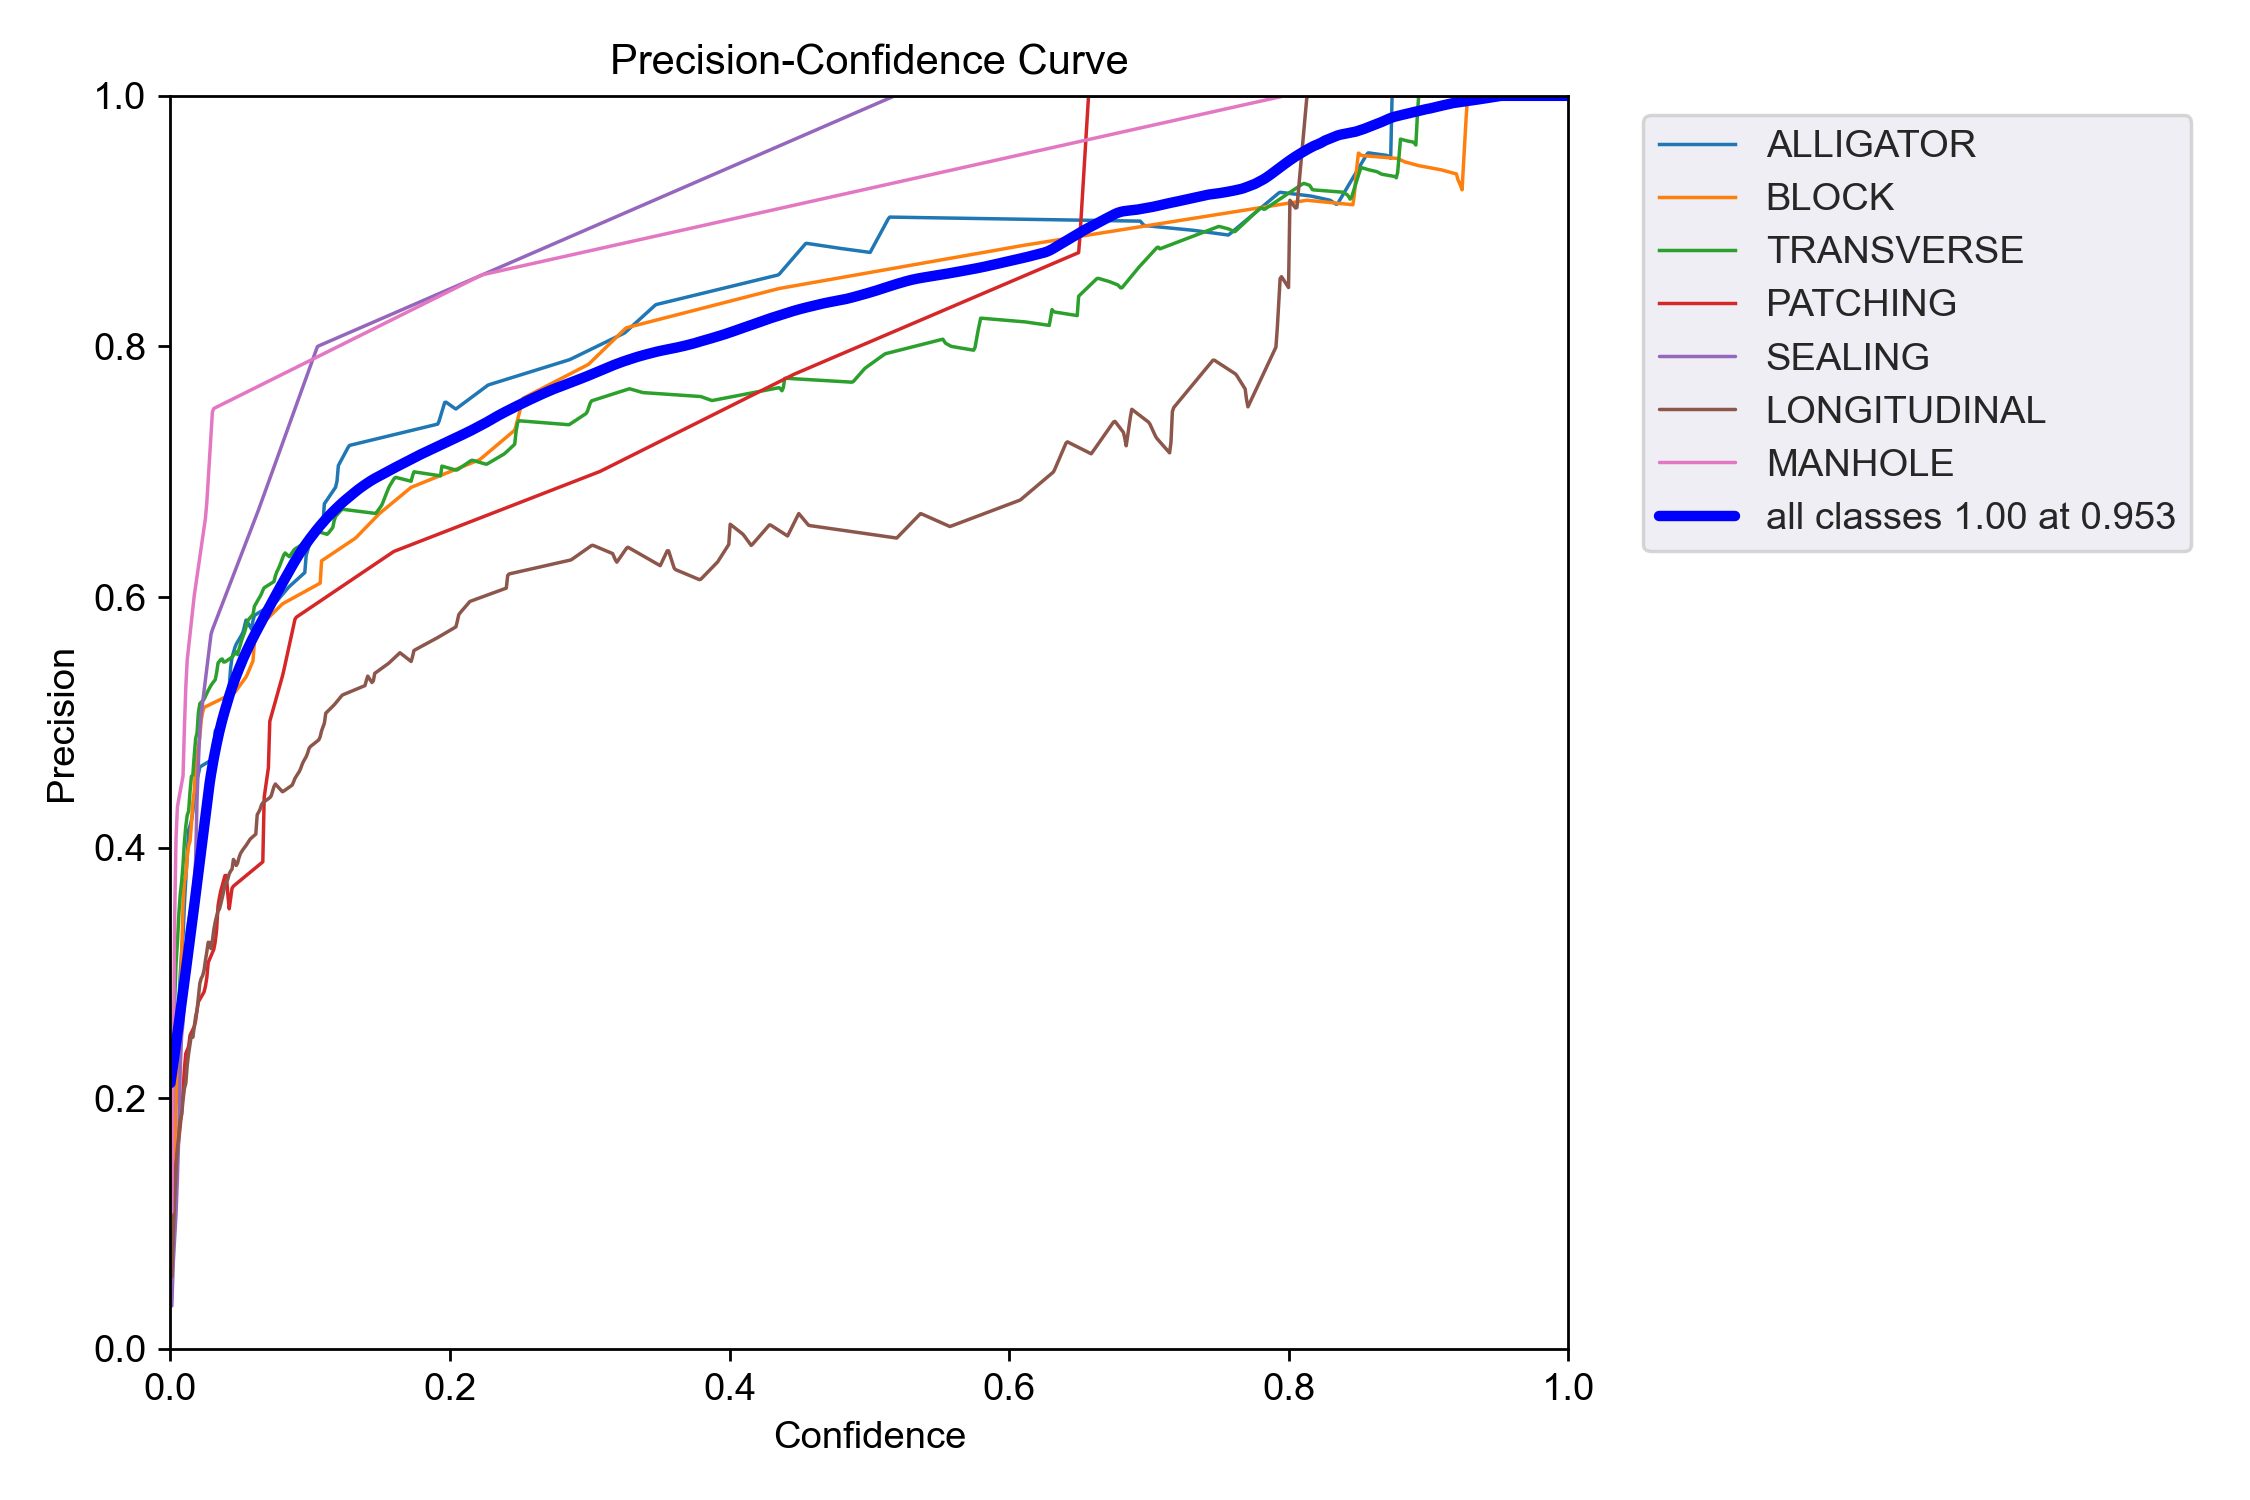 Precision-Confidence Curve
1.0
0.8
0.6
0.4
0.2
0.0
Precision
0.0 0.2 0.4 0.6 0.8 1.0
Confidence
ALLIGATOR
BLOCK
TRANSVERSE
PATCHING
SEALING
LONGITUDINAL
MANHOLE
all classes 1.00 at 0.953